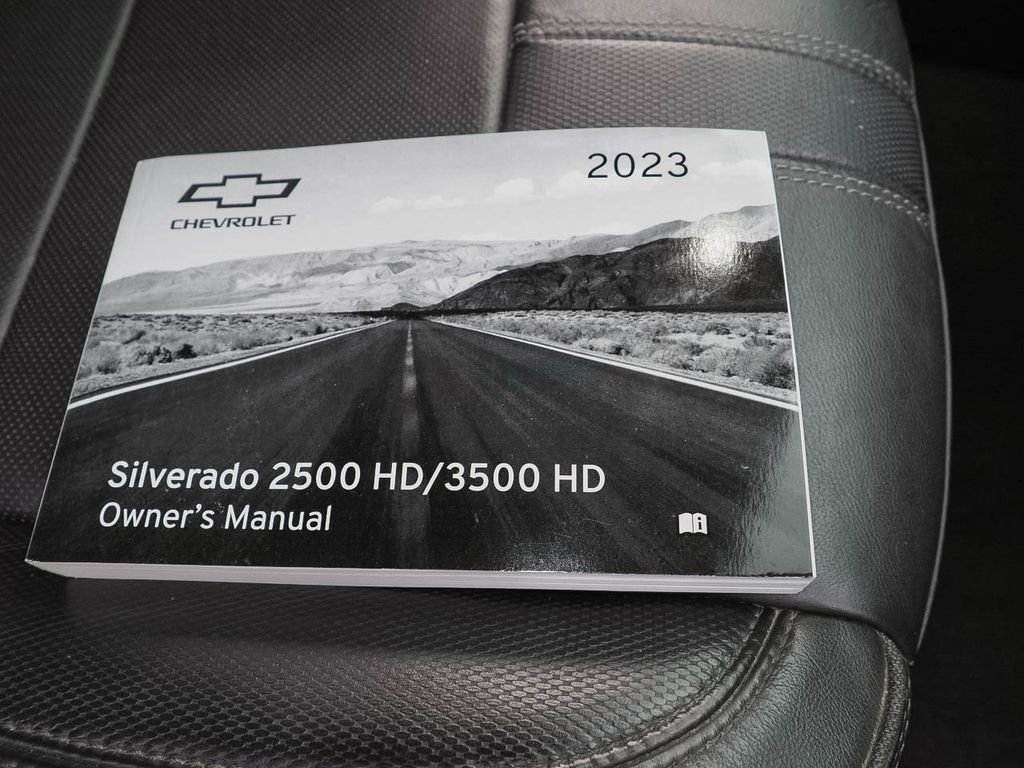 2023
CHEVROLET
Silverado 2500 HD/3500 HD
Owner's Manual
i